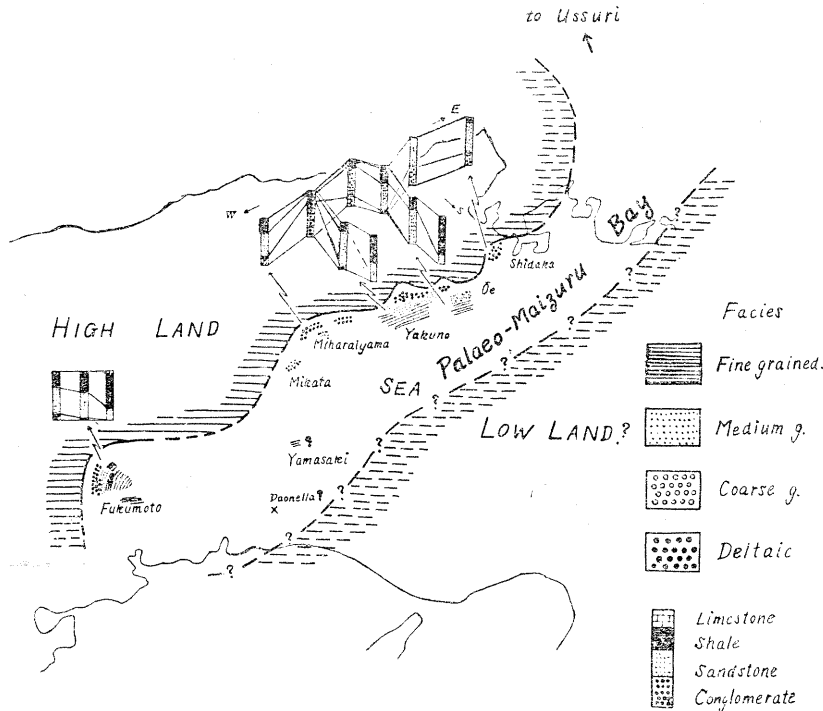 to Ussuri
E
W
S
Bay
Shidaka
Ōe
Palaeo-Maizuru
HIGH LAND
Miharaiyama
Yakuno
Mikata
SEA
LOW LAND ?
?
Yamasaki
Daonella ?
Fukumoto
? ? ? ? ? ? ? ? ?
Facies
Fine grained.
Medium g.
Coarse g.
Deltaic
Limestone
Shale
Sandstone
Conglomerate